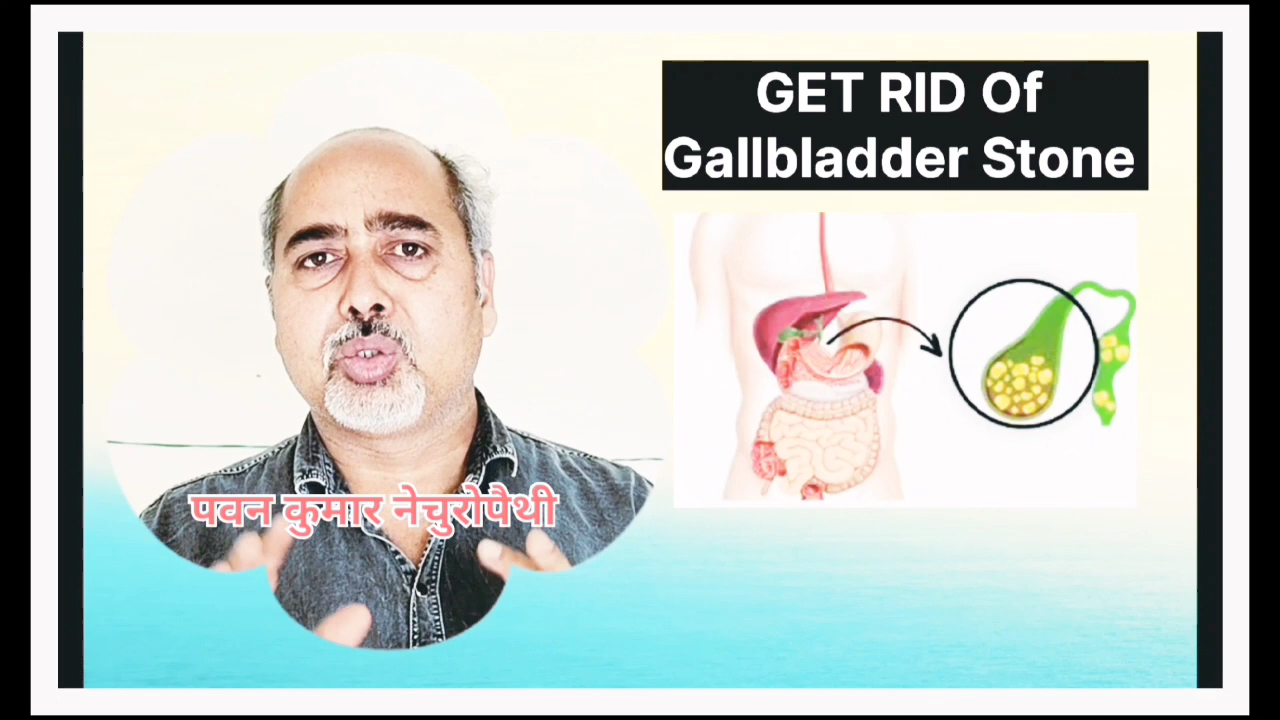 GET RID Of
Gallbladder Stone
पवन कुमार नेचुरोपैथी